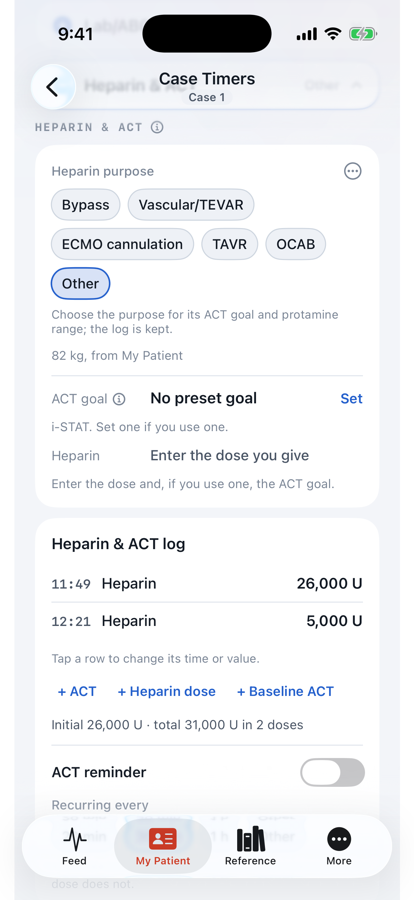 9:41
Case Timers
Case 1
Heparin & AC
Other
HEPARIN & ACT
Heparin purpose
Bypass
Vascular/TEVAR
ECMO cannulation
TAVR
OCAB
Other
Choose the purpose for its ACT goal and protamine
range; the log is kept.
82 kg, from My Patient
ACT goal
No preset goal
Set
i-STAT. Set one if you use one.
Heparin
Enter the dose you give
Enter the dose and, if you use one, the ACT goal.
Heparin & ACT log
11:49 Heparin 26,000 U
12:21 Heparin 5,000 U
Tap a row to change its time or value.
+ ACT + Heparin dose + Baseline ACT
Initial 26,000 U · total 31,000 U in 2 doses
ACT reminder
Recurring every
Feed
My Patient
Reference
More
dose does not.